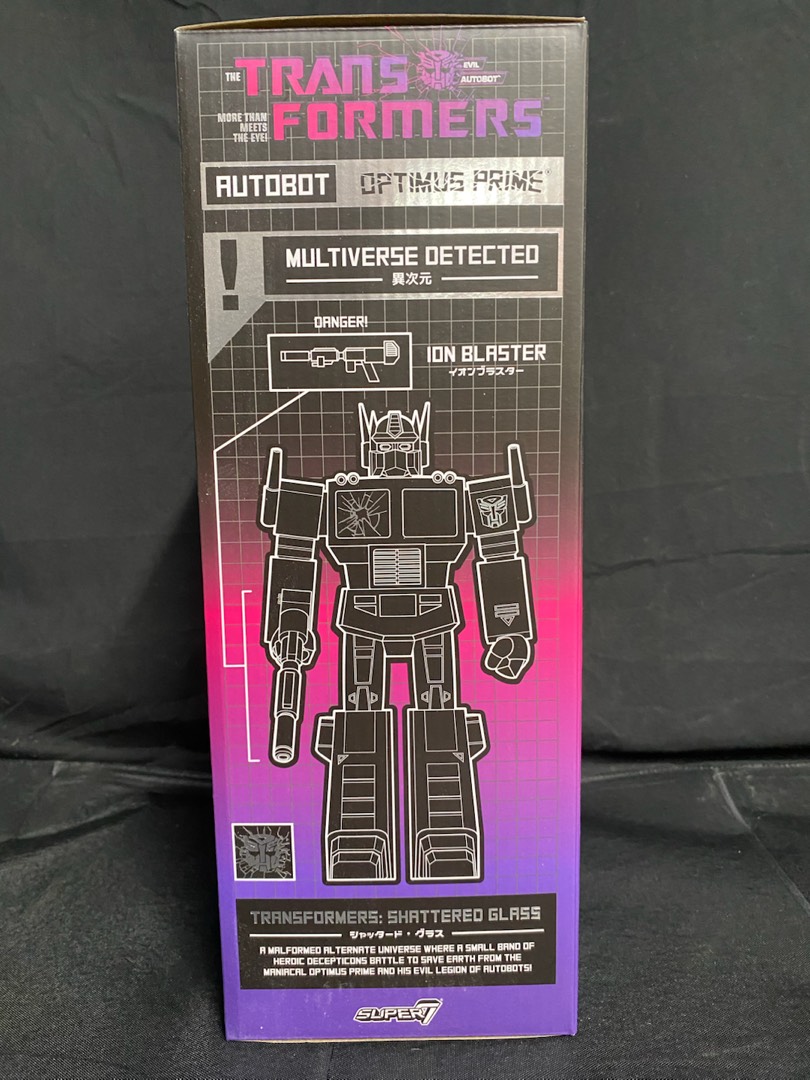 THE TRANS
FORMERS
EVIL
AUTOBOT
MORE THAN
MEETS
THE EYE!
AUTOBOT
OPTIMUS PRIME®
!
MULTIVERSE DETECTED
異次元
DANGER!
ION BLASTER
イオンブラスター
TRANSFORMERS: SHATTERED GLASS
シャッタード・グラス
A MALFORMED ALTERNATE UNIVERSE WHERE A SMALL BAND OF
HEROIC DECEPTICONS BATTLE TO SAVE EARTH FROM THE
MANIACAL OPTIMUS PRIME AND HIS EVIL LEGION OF AUTOBOTS!
SUPER7